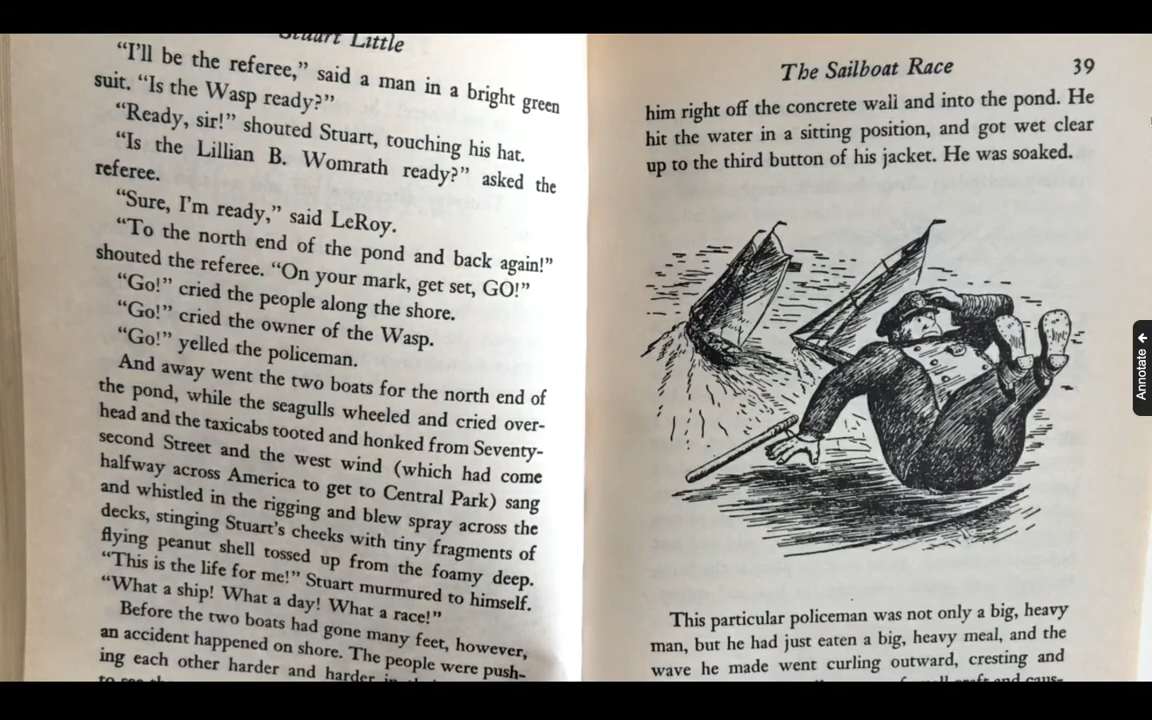 Stuart Little
“I’ll be the referee,” said a man in a bright green
suit. “Is the Wasp ready?”
“Ready, sir!” shouted Stuart, touching his hat.
“Is the Lillian B. Womrath ready?” asked the
referee.
“Sure, I’m ready,” said LeRoy.
“To the north end of the pond and back again!”
shouted the referee. “On your mark, get set, GO!”
“Go!” cried the people along the shore.
“Go!” cried the owner of the Wasp.
“Go!” yelled the policeman.
And away went the two boats for the north end of
the pond, while the seagulls wheeled and cried over-
head and the taxicabs tooted and honked from Seventy-
second Street and the west wind (which had come
halfway across America to get to Central Park) sang
and whistled in the rigging and blew spray across the
decks, stinging Stuart’s cheeks with tiny fragments of
flying peanut shell tossed up from the foamy deep.
“This is the life for me!” Stuart murmured to himself.
“What a ship! What a day! What a race!”
Before the two boats had gone many feet, however,
an accident happened on shore. The people were push-
ing each other harder and harder in
The Sailboat Race 39
him right off the concrete wall and into the pond. He
hit the water in a sitting position, and got wet clear
up to the third button of his jacket. He was soaked.
This particular policeman was not only a big, heavy
man, but he had just eaten a big, heavy meal, and the
wave he made went curling outward, cresting and
Annotate